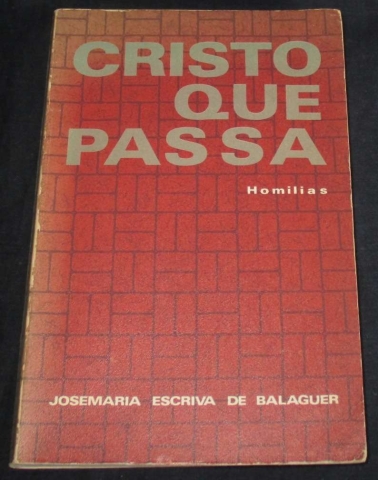 CRISTO
QUE
PASSA
Homilias
JOSEMARIA ESCRIVA DE BALAGUER